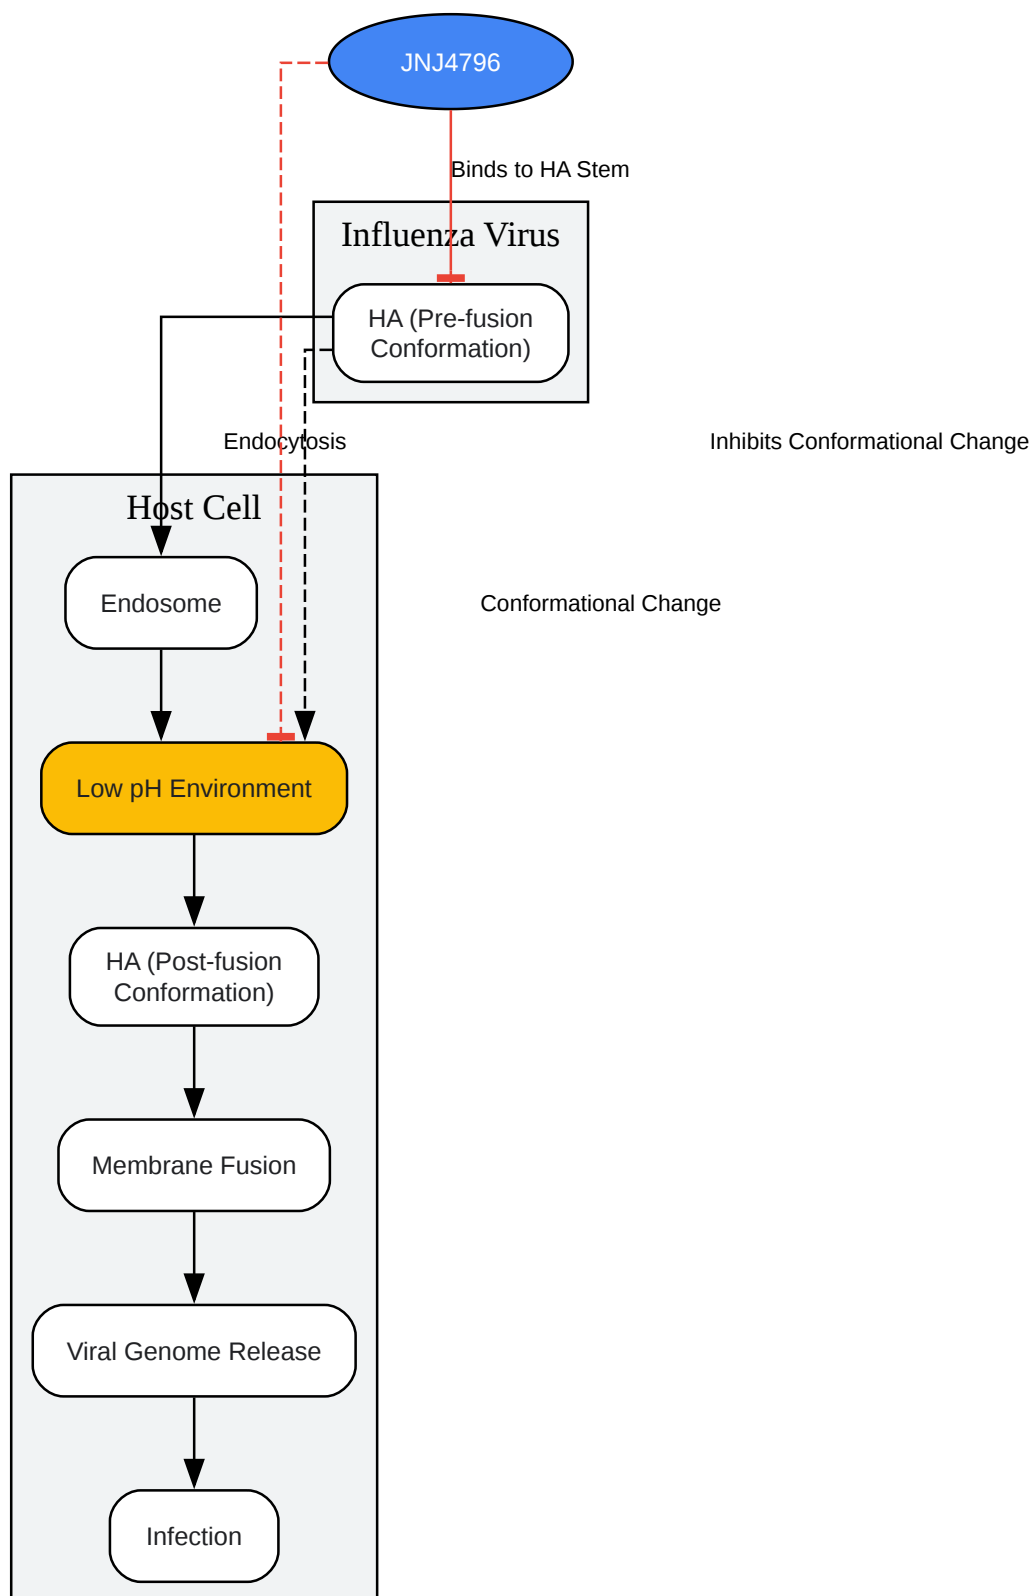 JNJ4796
Binds to HA Stem
Influenza Virus
HA (Pre-fusion
Conformation)
Endocytosis
Inhibits Conformational Change
Host Cell
Endosome
Conformational Change
Low pH Environment
HA (Post-fusion
Conformation)
Membrane Fusion
Viral Genome Release
Infection